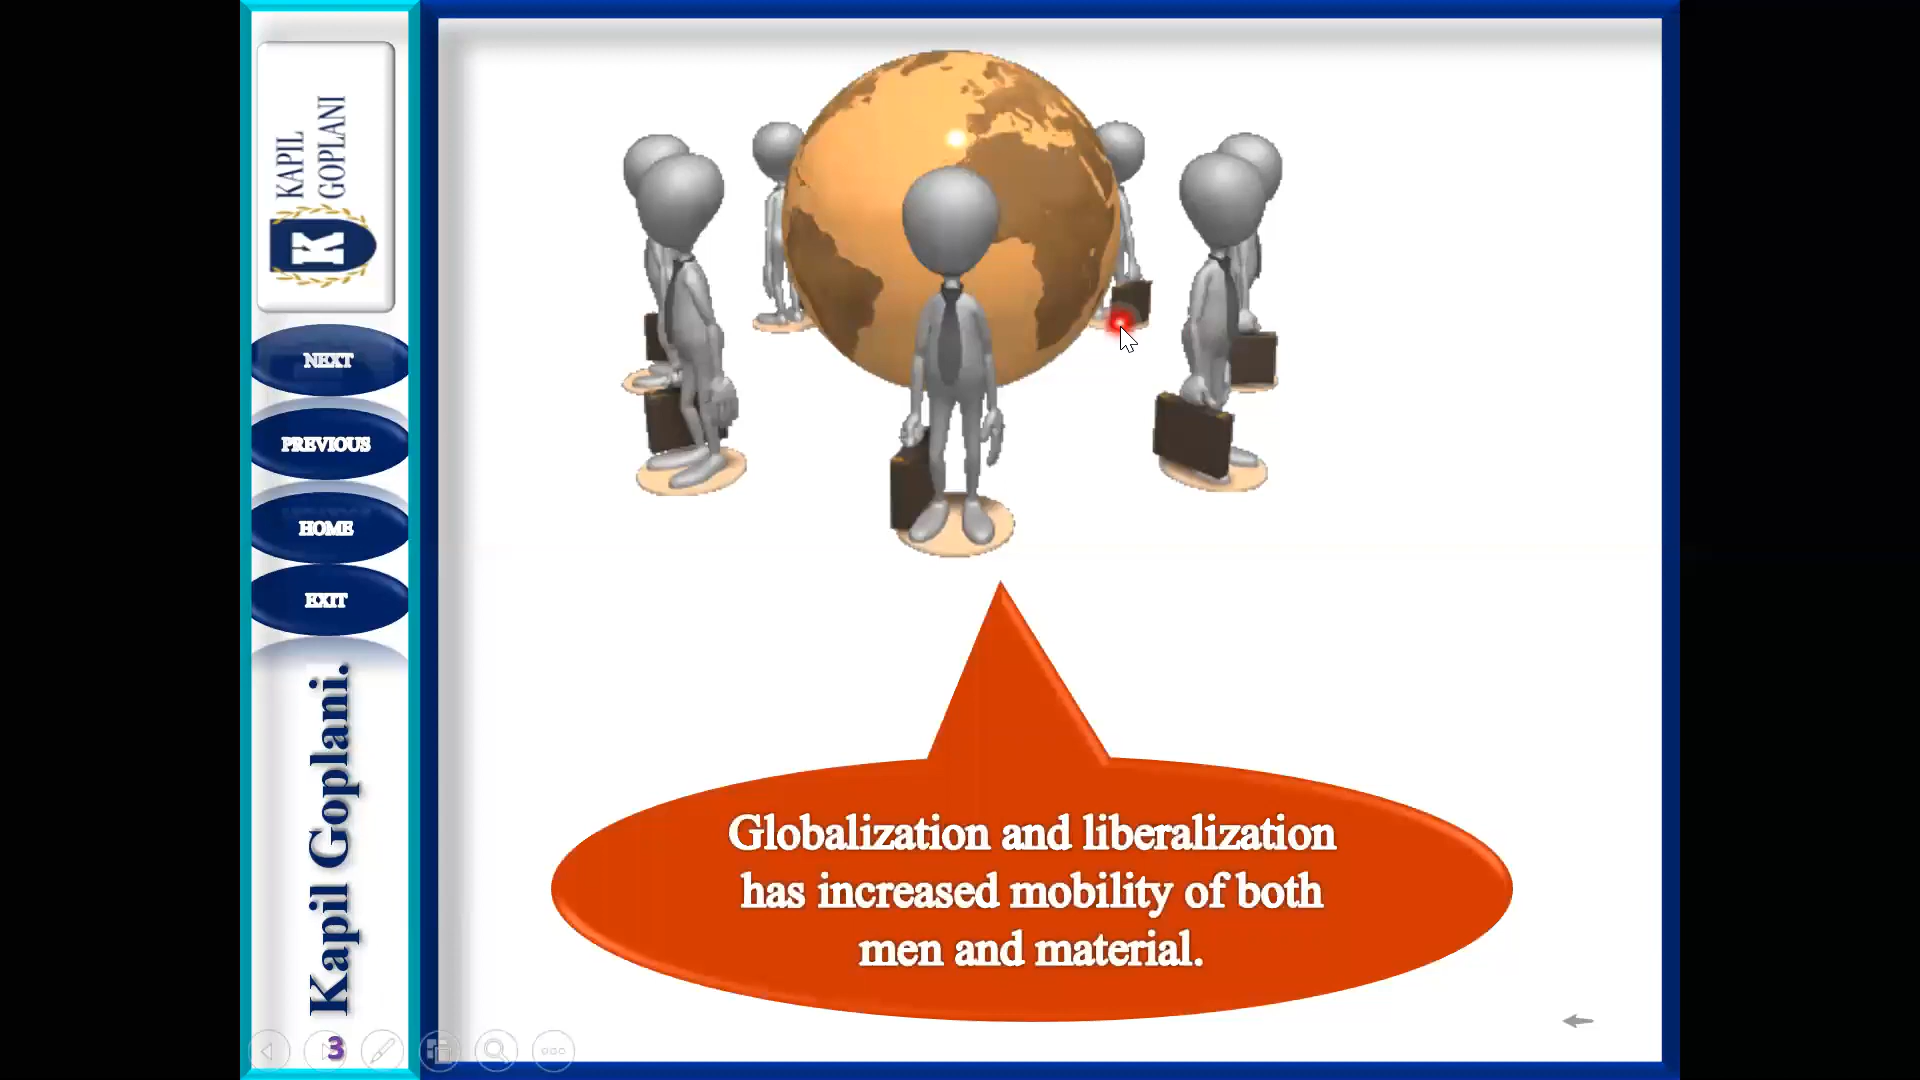 KAPIL
GOPLANI
K
NEXT
PREVIOUS
HOME
EXIT
Kapil Goplani.
3
Globalization and liberalization
has increased mobility of both
men and material.